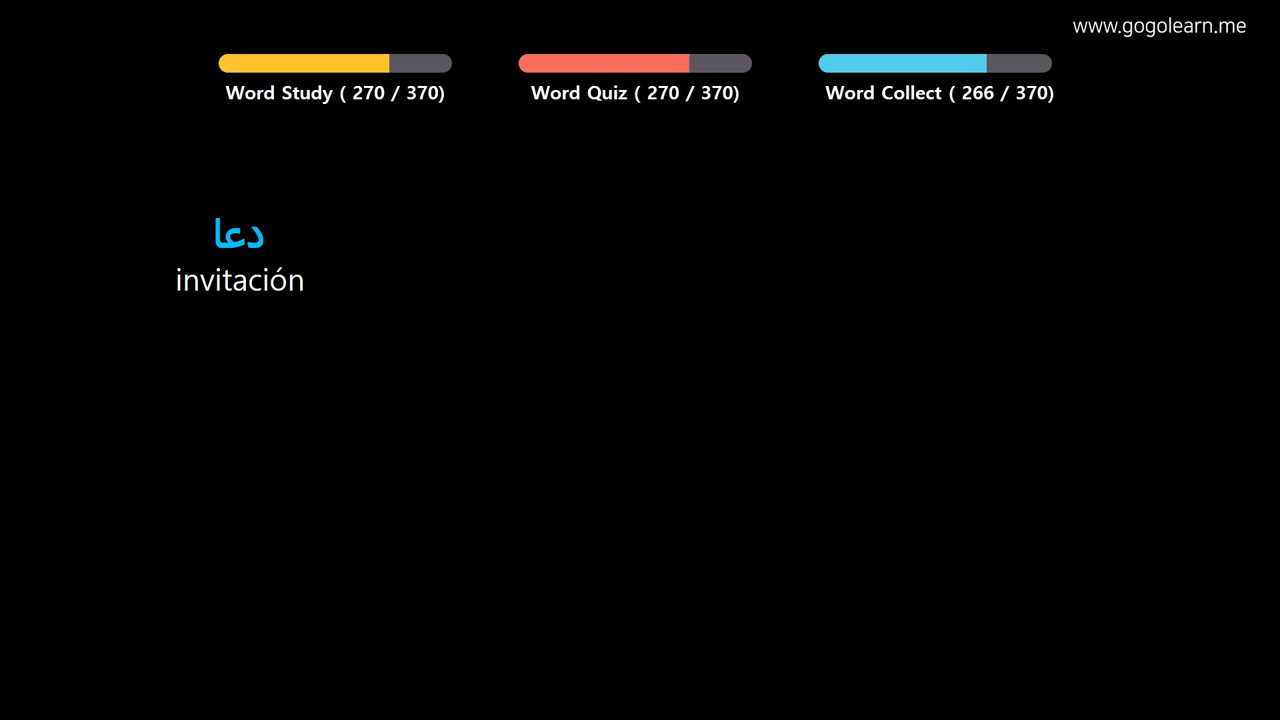 www.gogolearn.me
Word Study ( 270 / 370)
Word Quiz ( 270 / 370)
Word Collect ( 266 / 370)
دعا
invitación